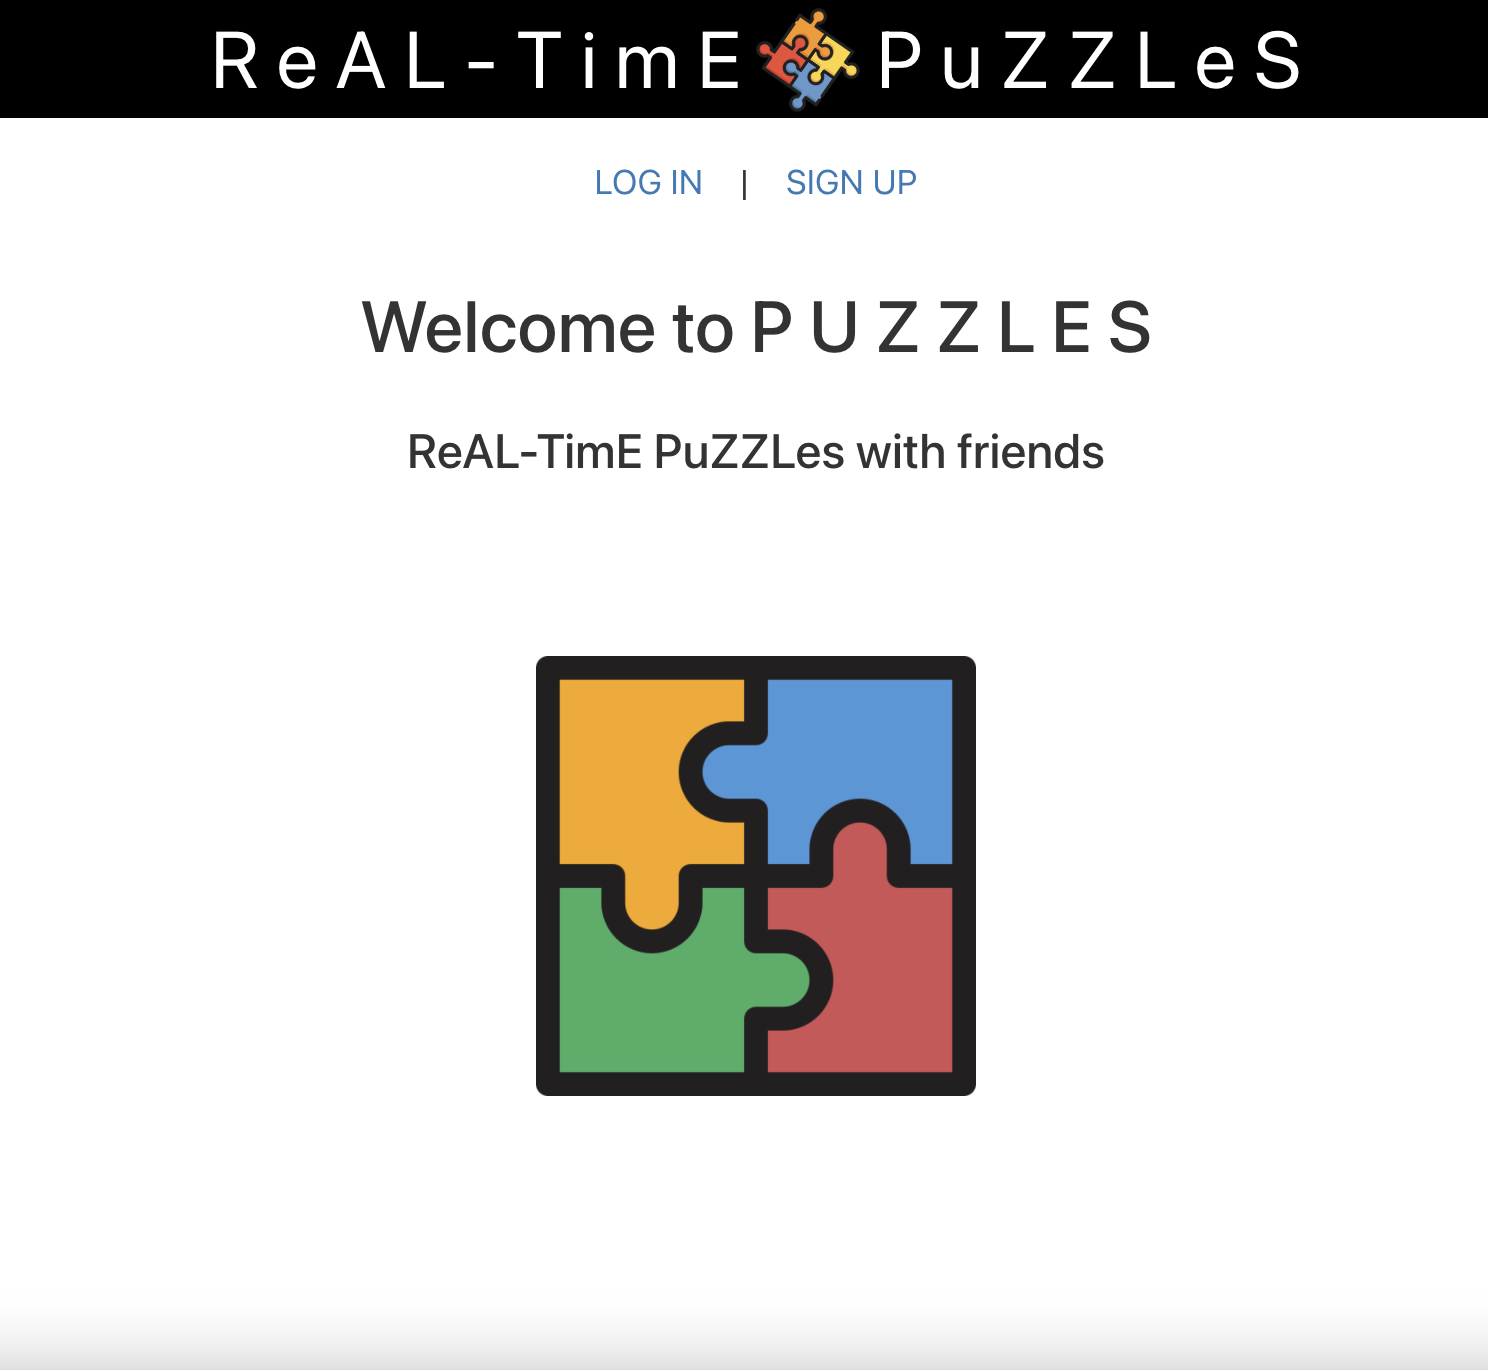 ReAL-TimE PuZZLeS
LOG IN | SIGN UP
Welcome to P U Z Z L E S
ReAL-TimE PuZZLes with friends